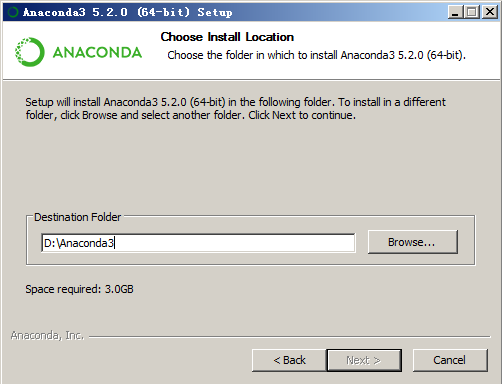 Anaconda3 5.2.0 (64-bit) Setup
Choose Install Location
Choose the folder in which to install Anaconda3 5.2.0 (64-bit).
ANACONDA
Setup will install Anaconda3 5.2.0 (64-bit) in the following folder. To install in a different
folder, click Browse and select another folder. Click Next to continue.
Destination Folder
D:\Anaconda3
Browse...
Space required: 3.0GB
Anaconda, Inc.
< Back
Next >
Cancel